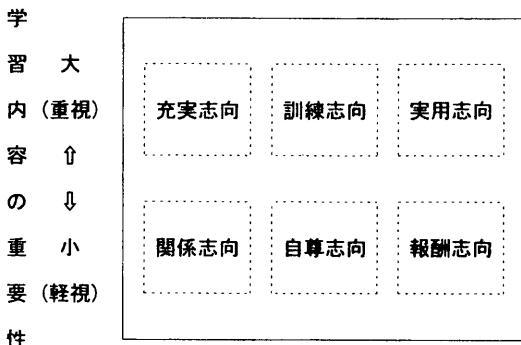 学習内容の重要性
大
(重視)
⇧
⇩
小
(軽視)
充実志向 訓練志向 実用志向
関係志向 自尊志向 報酬志向